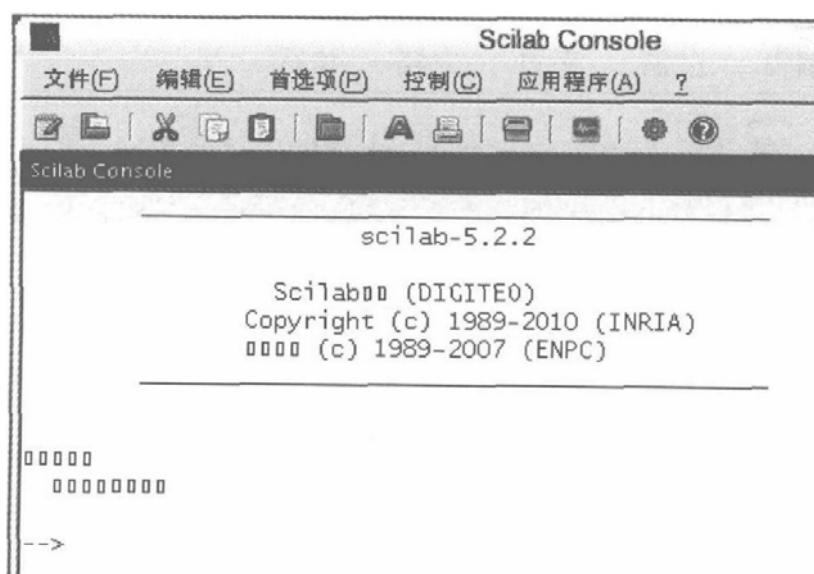 Scilab Console
文件(F) 编辑(E) 首选项(P) 控制(C) 应用程序(A) ?
Scilab Console
scilab-5.2.2
Scilab▯▯ (DIGITEO)
Copyright (c) 1989-2010 (INRIA)
▯▯▯▯ (c) 1989-2007 (ENPC)
▯▯▯▯▯
▯▯▯▯▯▯▯▯
-->